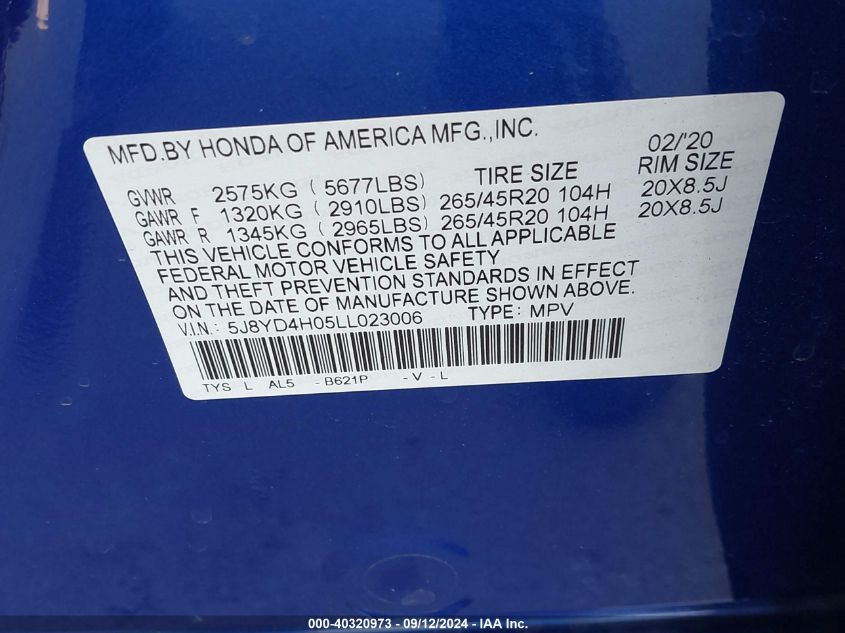 MFD.BY HONDA OF AMERICA MFG.,INC. 02/'20
GVWR 2575KG (5677LBS) TIRE SIZE RIM SIZE
GAWR F 1320KG (2910LBS) 265/45R20 104H 20X8.5J
GAWR R 1345KG (2965LBS) 265/45R20 104H 20X8.5J
THIS VEHICLE CONFORMS TO ALL APPLICABLE
FEDERAL MOTOR VEHICLE SAFETY
AND THEFT PREVENTION STANDARDS IN EFFECT
ON THE DATE OF MANUFACTURE SHOWN ABOVE.
V.I.N.: 5J8YD4H05LL023006 TYPE: MPV
TYS L AL5 -B621P -V-L
000-40320973 - 09/12/2024 - IAA Inc.